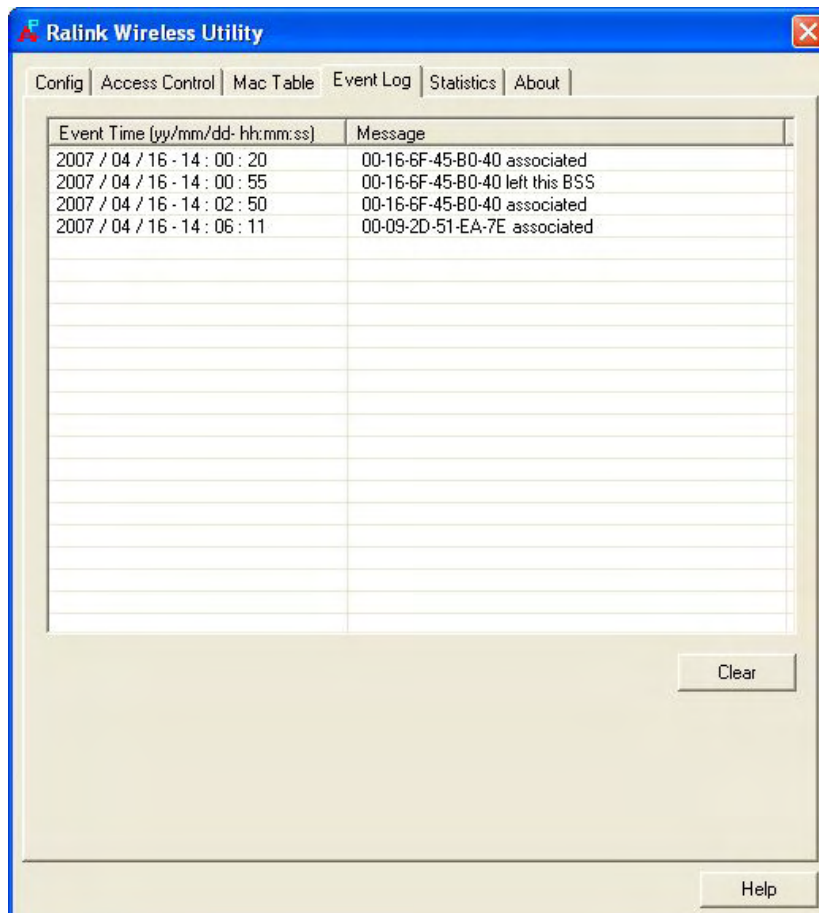 Ralink Wireless Utility
Config Access Control Mac Table Event Log Statistics About
Event Time (yy/mm/dd- hh:mm:ss) Message
2007 / 04 / 16 - 14 : 00 : 20 00-16-6F-45-B0-40 associated
2007 / 04 / 16 - 14 : 00 : 55 00-16-6F-45-B0-40 left this BSS
2007 / 04 / 16 - 14 : 02 : 50 00-16-6F-45-B0-40 associated
2007 / 04 / 16 - 14 : 06 : 11 00-09-2D-51-EA-7E associated
Clear
Help